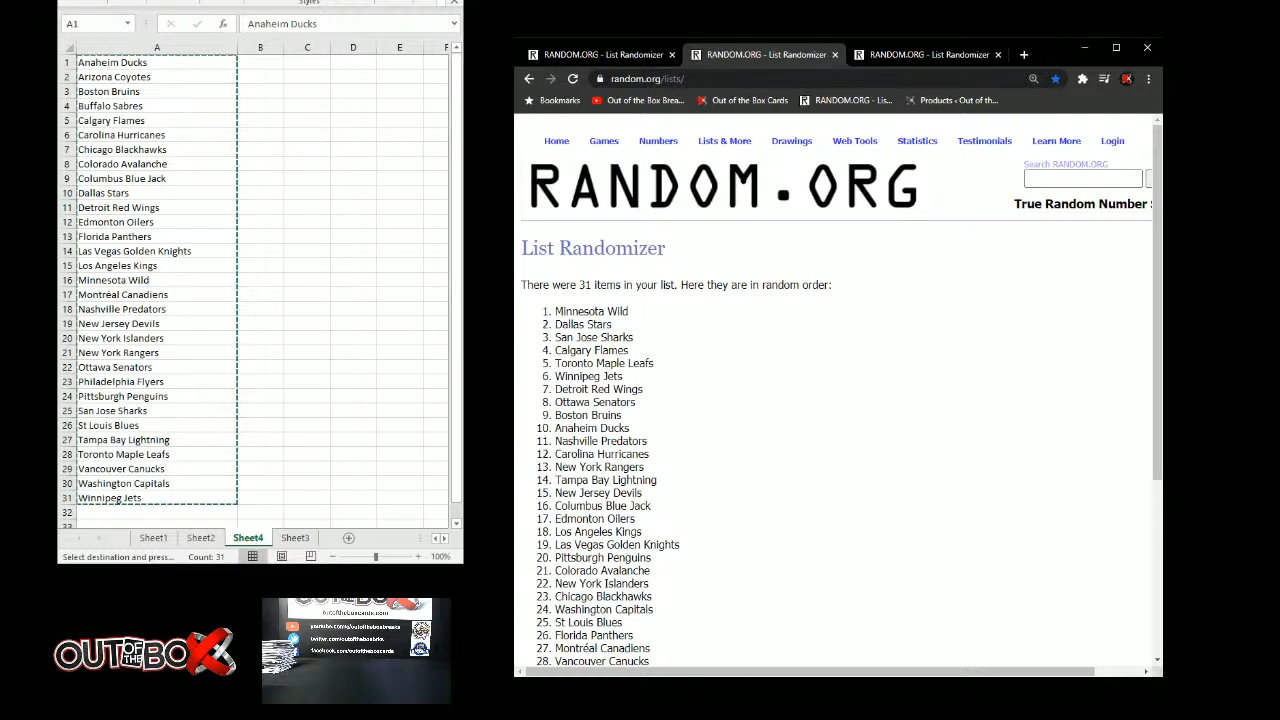 Styles
A1
Anaheim Ducks
A B C D E F
1 Anaheim Ducks
2 Arizona Coyotes
3 Boston Bruins
4 Buffalo Sabres
5 Calgary Flames
6 Carolina Hurricanes
7 Chicago Blackhawks
8 Colorado Avalanche
9 Columbus Blue Jack
10 Dallas Stars
11 Detroit Red Wings
12 Edmonton Oilers
13 Florida Panthers
14 Las Vegas Golden Knights
15 Los Angeles Kings
16 Minnesota Wild
17 Montréal Canadiens
18 Nashville Predators
19 New Jersey Devils
20 New York Islanders
21 New York Rangers
22 Ottawa Senators
23 Philadelphia Flyers
24 Pittsburgh Penguins
25 San Jose Sharks
26 St Louis Blues
27 Tampa Bay Lightning
28 Toronto Maple Leafs
29 Vancouver Canucks
30 Washington Capitals
31 Winnipeg Jets
32
33
Sheet1 Sheet2 Sheet4 Sheet3
Select destination and press... Count: 31 100%
OUT OF THE BOX
outoftheboxcards.com
youtube.com/outoftheboxbreaks
twitter.com/outoftheboxbrks
facebook.com/outoftheboxcards
RANDOM.ORG - List Randomizer RANDOM.ORG - List Randomizer RANDOM.ORG - List Randomizer
random.org/lists/
Bookmarks Out of the Box Brea... Out of the Box Cards RANDOM.ORG - Lis... Products ‹ Out of th...
Home Games Numbers Lists & More Drawings Web Tools Statistics Testimonials Learn More Login
RANDOM.ORG
Search RANDOM.ORG
True Random Number
List Randomizer
There were 31 items in your list. Here they are in random order:
1. Minnesota Wild
2. Dallas Stars
3. San Jose Sharks
4. Calgary Flames
5. Toronto Maple Leafs
6. Winnipeg Jets
7. Detroit Red Wings
8. Ottawa Senators
9. Boston Bruins
10. Anaheim Ducks
11. Nashville Predators
12. Carolina Hurricanes
13. New York Rangers
14. Tampa Bay Lightning
15. New Jersey Devils
16. Columbus Blue Jack
17. Edmonton Oilers
18. Los Angeles Kings
19. Las Vegas Golden Knights
20. Pittsburgh Penguins
21. Colorado Avalanche
22. New York Islanders
23. Chicago Blackhawks
24. Washington Capitals
25. St Louis Blues
26. Florida Panthers
27. Montréal Canadiens
28. Vancouver Canucks